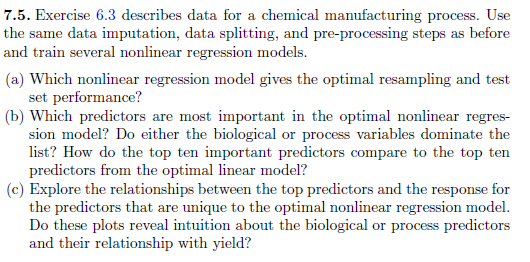 7.5. Exercise 6.3 describes data for a chemical manufacturing process. Use
the same data imputation, data splitting, and pre-processing steps as before
and train several nonlinear regression models.
(a) Which nonlinear regression model gives the optimal resampling and test
set performance?
(b) Which predictors are most important in the optimal nonlinear regres-
sion model? Do either the biological or process variables dominate the
list? How do the top ten important predictors compare to the top ten
predictors from the optimal linear model?
(c) Explore the relationships between the top predictors and the response for
the predictors that are unique to the optimal nonlinear regression model.
Do these plots reveal intuition about the biological or process predictors
and their relationship with yield?